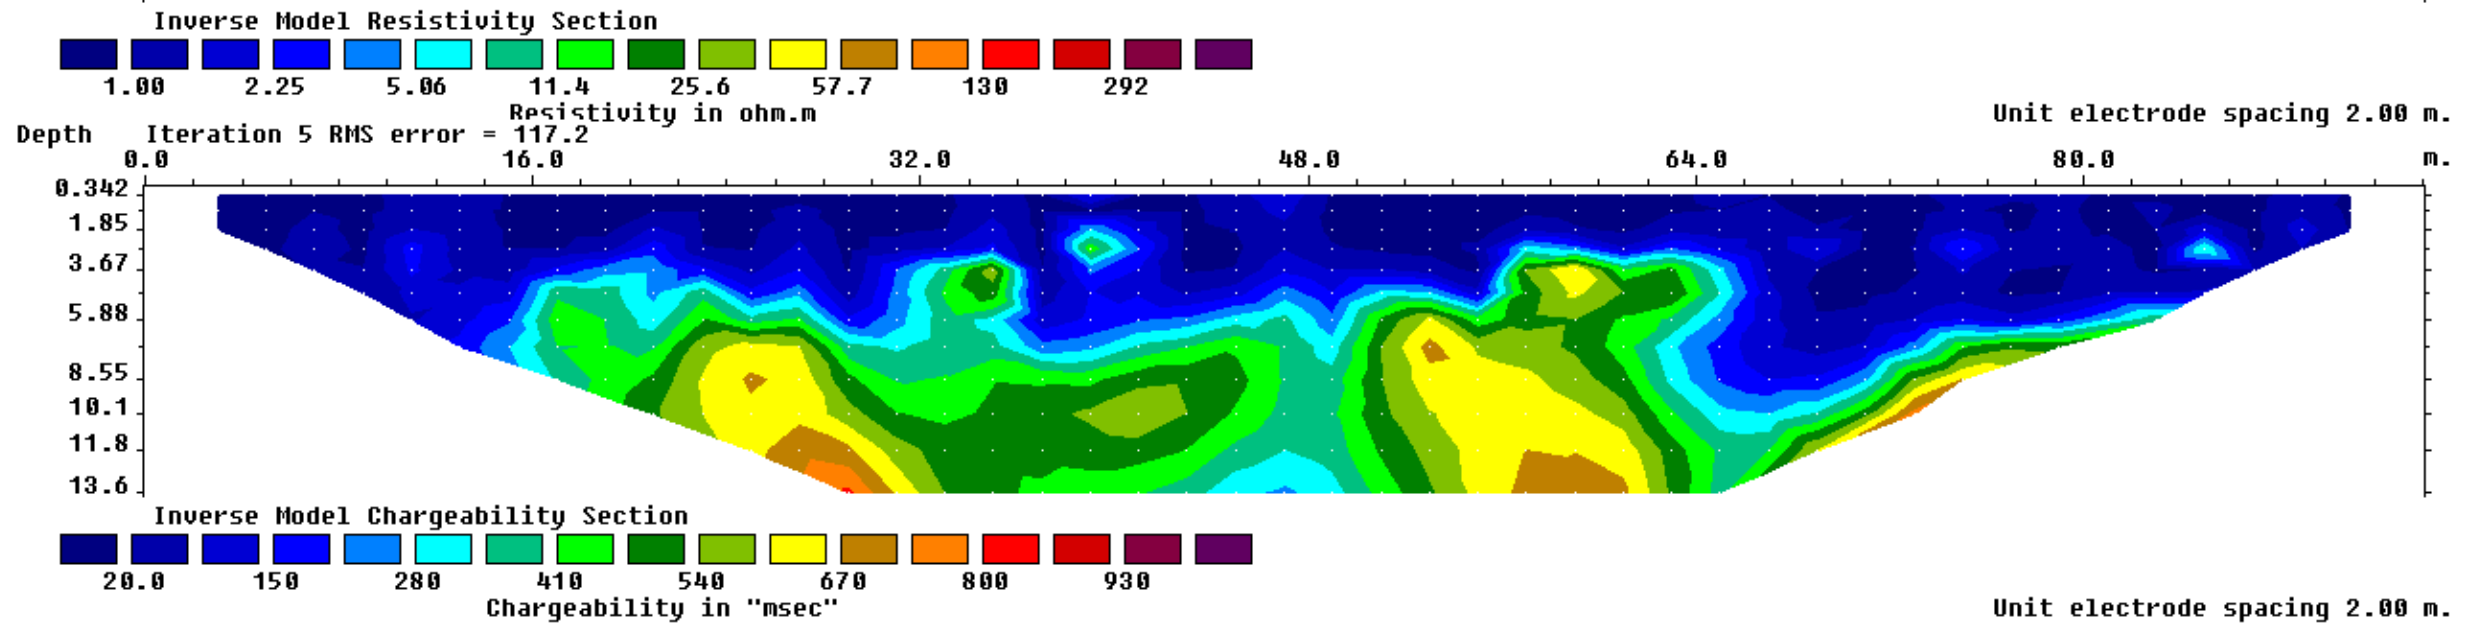 Inverse Model Resistivity Section
1.00 2.25 5.06 11.4 25.6 57.7 130 292
Resistivity in ohm.m
Unit electrode spacing 2.00 m.
Depth Iteration 5 RMS error = 117.2
0.0 16.0 32.0 48.0 64.0 80.0 m.
0.342
1.85
3.67
5.88
8.55
10.1
11.8
13.6
Inverse Model Chargeability Section
20.0 150 280 410 540 670 800 930
Chargeability in "msec"
Unit electrode spacing 2.00 m.